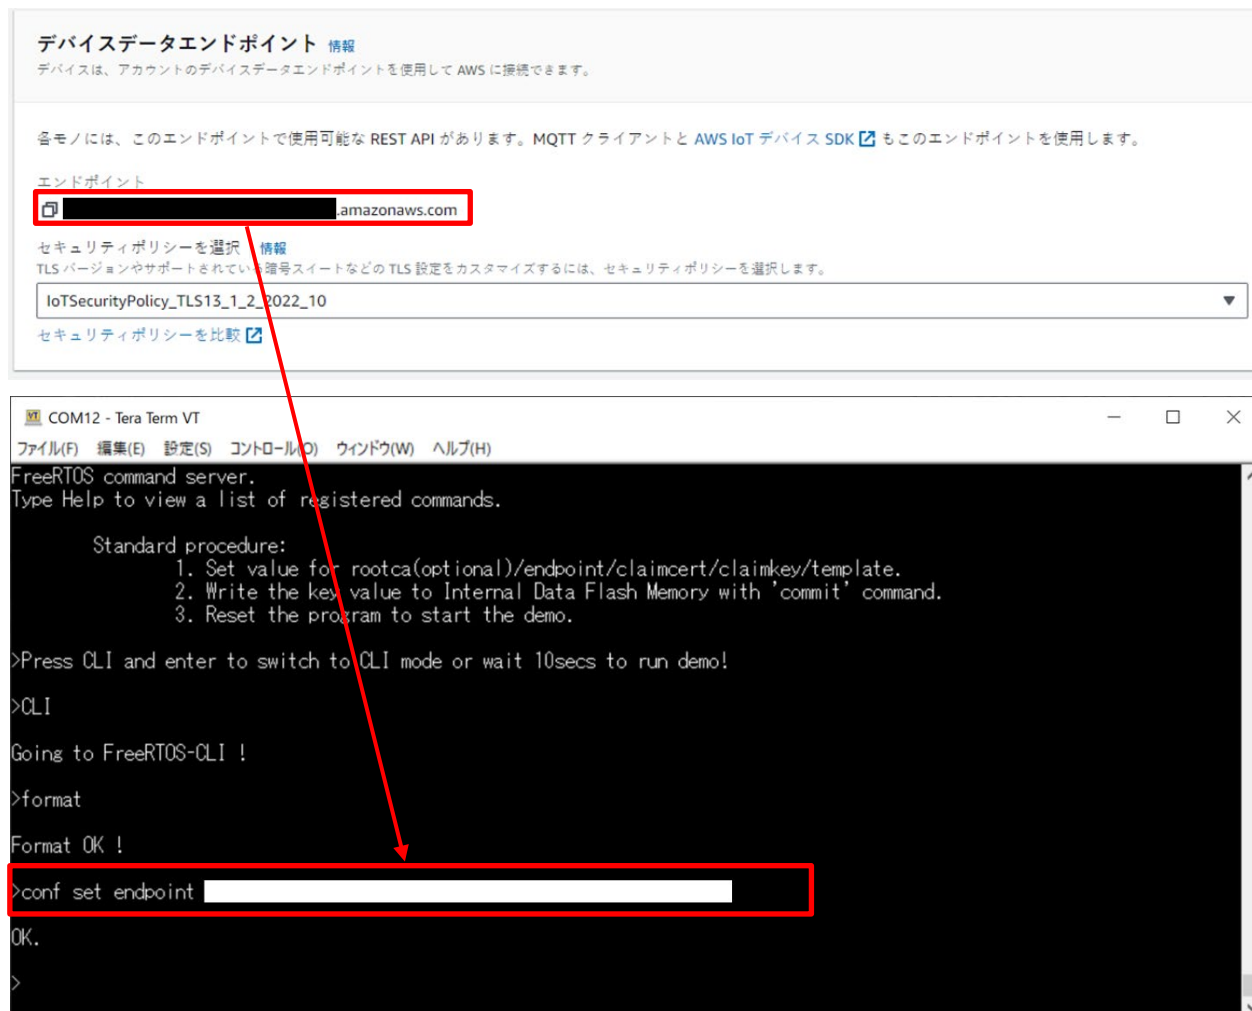 デバイスデータエンドポイント 情報
デバイスは、アカウントのデバイスデータエンドポイントを使用して AWS に接続できます。
各モノには、このエンドポイントで使用可能な REST API があります。MQTT クライアントと AWS IoT デバイス SDK もこのエンドポイントを使用します。
エンドポイント
.amazonaws.com
セキュリティポリシーを選択 情報
TLS バージョンやサポートされている暗号スイートなどの TLS 設定をカスタマイズするには、セキュリティポリシーを選択します。
IoTSecurityPolicy_TLS13_1_2_2022_10
セキュリティポリシーを比較
COM12 - Tera Term VT
ファイル(F) 編集(E) 設定(S) コントロール(O) ウィンドウ(W) ヘルプ(H)
FreeRTOS command server.
Type Help to view a list of registered commands.
Standard procedure:
1. Set value for rootca(optional)/endpoint/claimcert/claimkey/template.
2. Write the key value to Internal Data Flash Memory with 'commit' command.
3. Reset the program to start the demo.
>Press CLI and enter to switch to CLI mode or wait 10secs to run demo!
>CLI
Going to FreeRTOS-CLI !
>format
Format OK !
>conf set endpoint
OK.
>